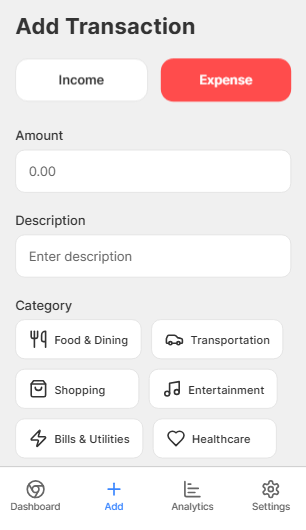 Add Transaction
Income Expense
Amount
0.00
Description
Enter description
Category
Food & Dining Transportation
Shopping Entertainment
Bills & Utilities Healthcare
Dashboard Add Analytics Settings